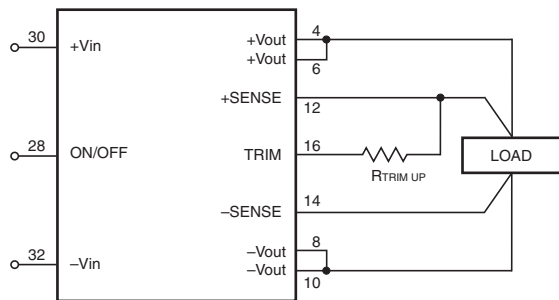 30 +Vin
+Vout 4
+Vout 6
+SENSE 12
28 ON/OFF
TRIM 16
RTRIM UP
LOAD
–SENSE 14
32 –Vin
–Vout 8
–Vout 10